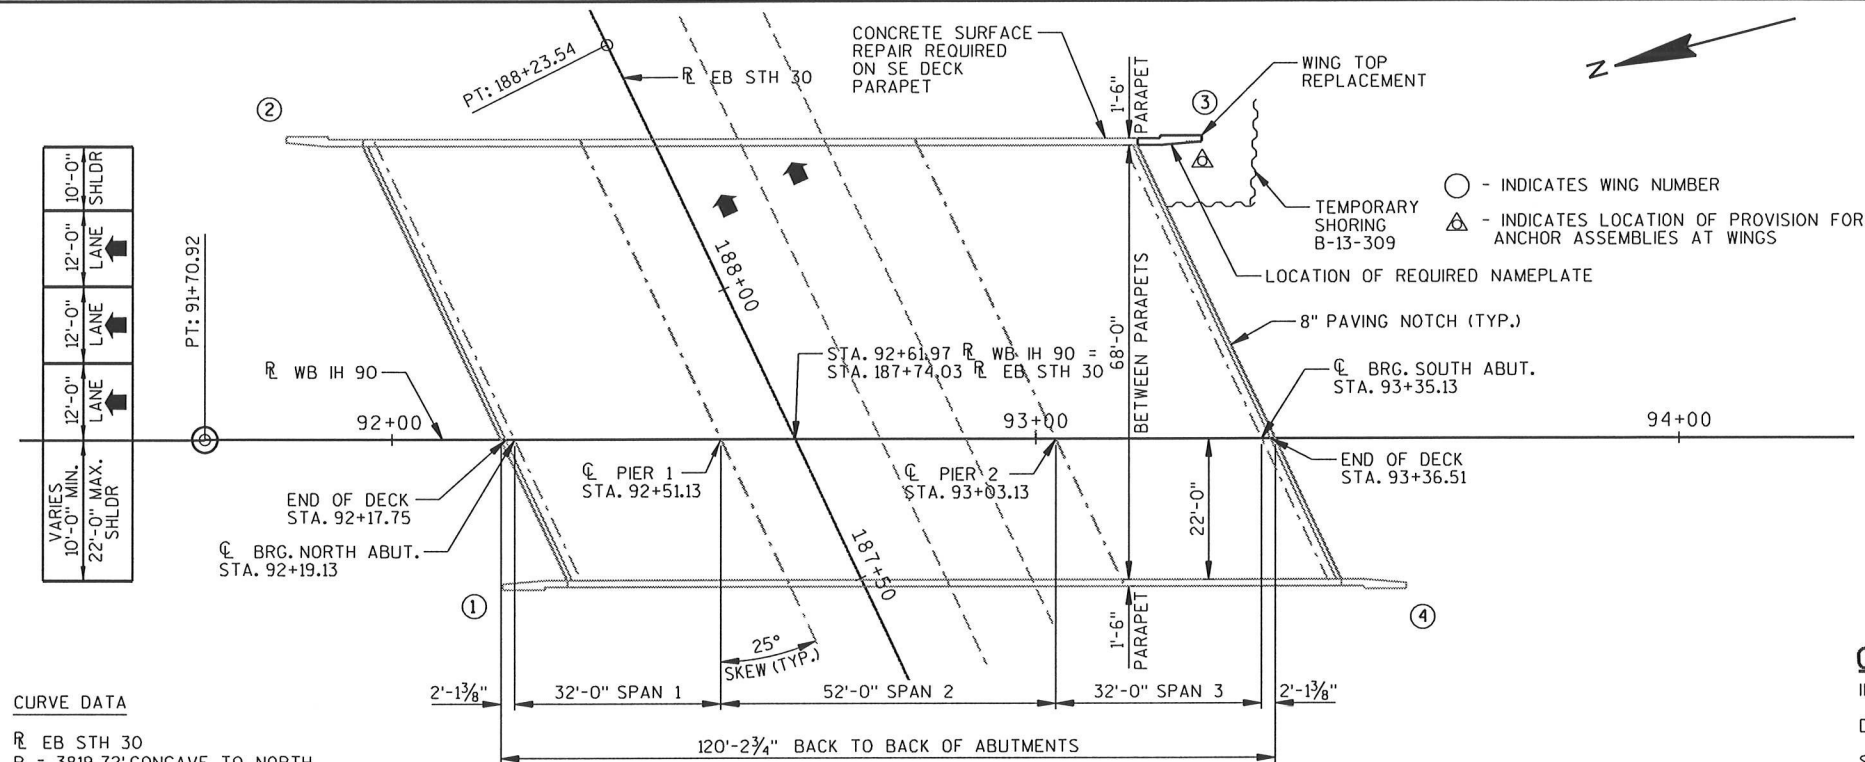 CONCRETE SURFACE
REPAIR REQUIRED
ON SE DECK
PARAPET
PT: 188+23.54
℞ EB STH 30
1'-6"
PARAPET
WING TOP
REPLACEMENT
N
2
3
10'-0"
SHLDR
12'-0"
LANE
12'-0"
LANE
12'-0"
LANE
VARIES
10'-0" MIN.
22'-0" MAX.
SHLDR
PT: 91+70.92
TEMPORARY
SHORING
B-13-309
- INDICATES WING NUMBER
- INDICATES LOCATION OF PROVISION FOR
ANCHOR ASSEMBLIES AT WINGS
LOCATION OF REQUIRED NAMEPLATE
188+00
8" PAVING NOTCH (TYP.)
68'-0"
BETWEEN PARAPETS
℞ WB IH 90
STA. 92+61.97 ℞ WB IH 90 =
STA. 187+74.03 ℞ EB STH 30
℄ BRG. SOUTH ABUT.
STA. 93+35.13
92+00
93+00
94+00
℄ PIER 1
STA. 92+51.13
℄ PIER 2
STA. 93+03.13
END OF DECK
STA. 93+36.51
END OF DECK
STA. 92+17.75
22'-0"
℄ BRG. NORTH ABUT.
STA. 92+19.13
187+50
1
4
1'-6"
PARAPET
25°
SKEW (TYP.)
2'-1⅜"
32'-0" SPAN 1
52'-0" SPAN 2
32'-0" SPAN 3
2'-1⅜"
120'-2¾" BACK TO BACK OF ABUTMENTS
CURVE DATA
℞ EB STH 30
R = 3819.72' CONCAVE TO NORTH